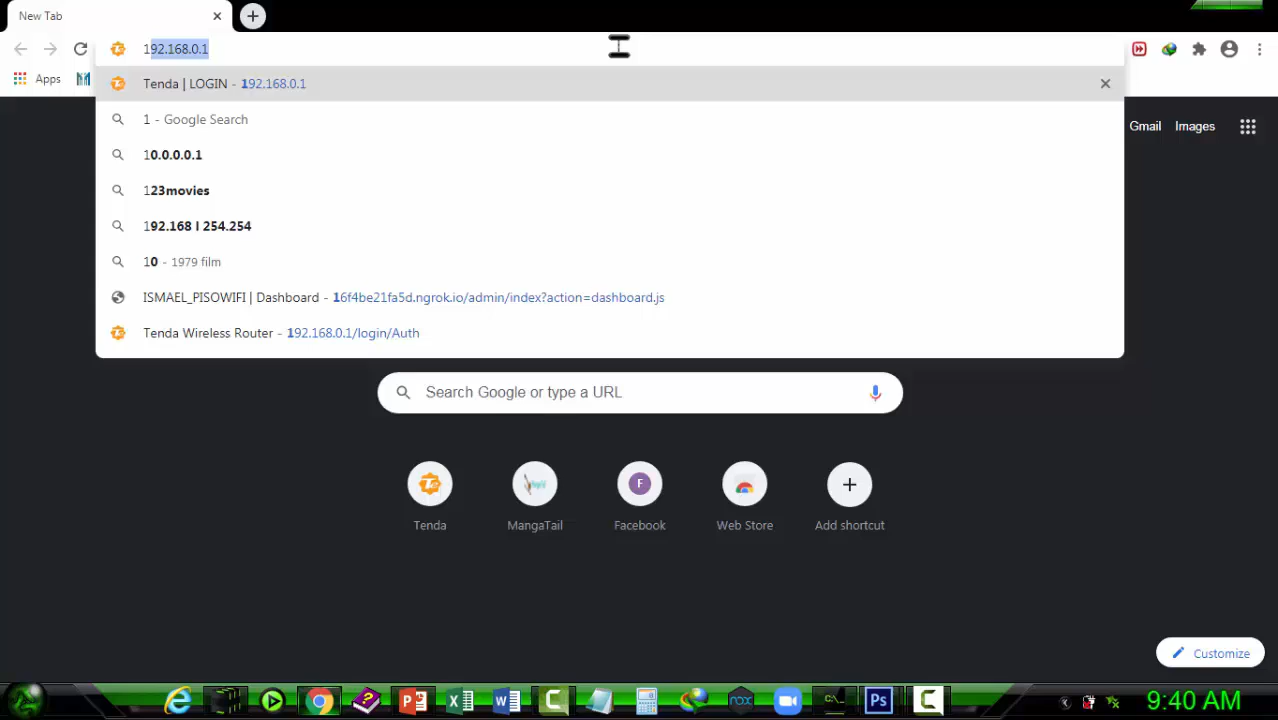 New Tab
192.168.0.1
Apps
Tenda | LOGIN - 192.168.0.1
1 - Google Search
10.0.0.0.1
Gmail
Images
123movies
192.168 l 254.254
10 - 1979 film
ISMAEL_PISOWIFI | Dashboard - 16f4be21fa5d.ngrok.io/admin/index?action=dashboard.js
Tenda Wireless Router - 192.168.0.1/login/Auth
Search Google or type a URL
F
Tenda
MangaTail
Facebook
Web Store
Add shortcut
Customize
9:40 AM